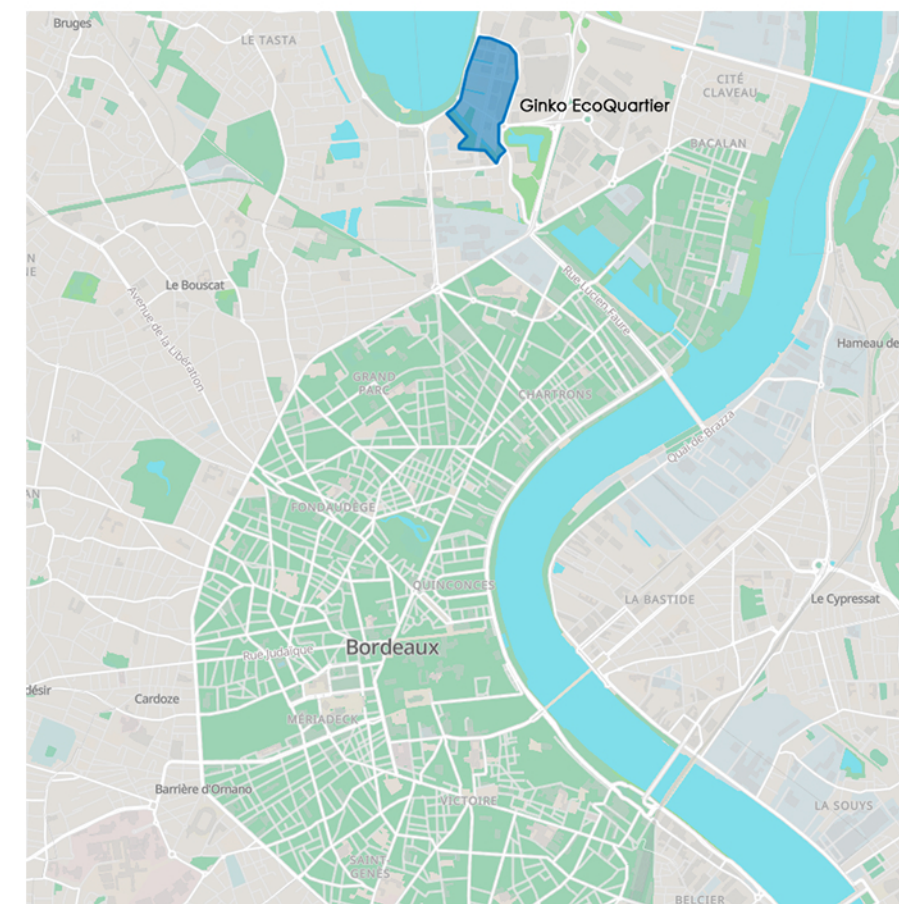 Bruges
LE TASTA
CITÉ
CLAVEAU
Ginko EcoQuartier
BACALAN
Le Bouscat
Avenue de la Libération
Rue Lucien Faure
Hameau de
GRAND
PARC
CHARTRONS
Quai de Brazza
FONDAUDÈGE
QUINCONCES
LA BASTIDE
Le Cypressat
Bordeaux
Rue Judaïque
désir
Cardoze
MÉRIADECK
Barrière d'Ornano
VICTOIRE
LA SOUYS
SAINT
GENÈS
BELCIER